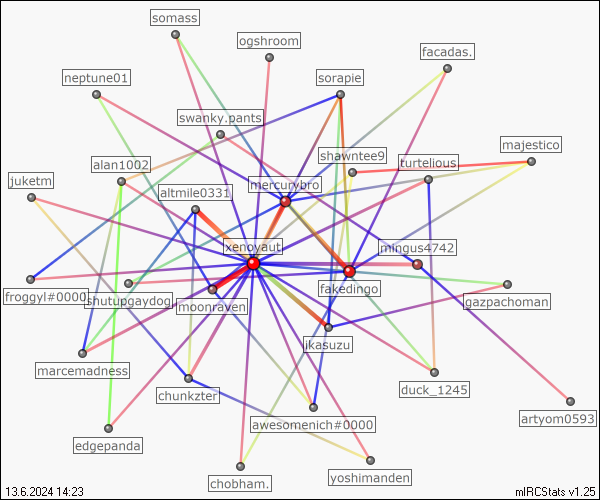 somass
ogshroom
facadas.
neptune01
sorapie
swanky.pants
majestico
shawntee9
turtelious
alan1002
juketm
mercurybro
altmile0331
xenoyaut
mingus4742
froggyl#0000
shutupgaydog
fakedingo
gazpachoman
moonraven
ikasuzu
marcemadness
chunkzter
duck_1245
artyom0593
awesomenich#0000
edgepanda
chobham.
yoshimanden
13.6.2024 14:23
mIRCStats v1.25